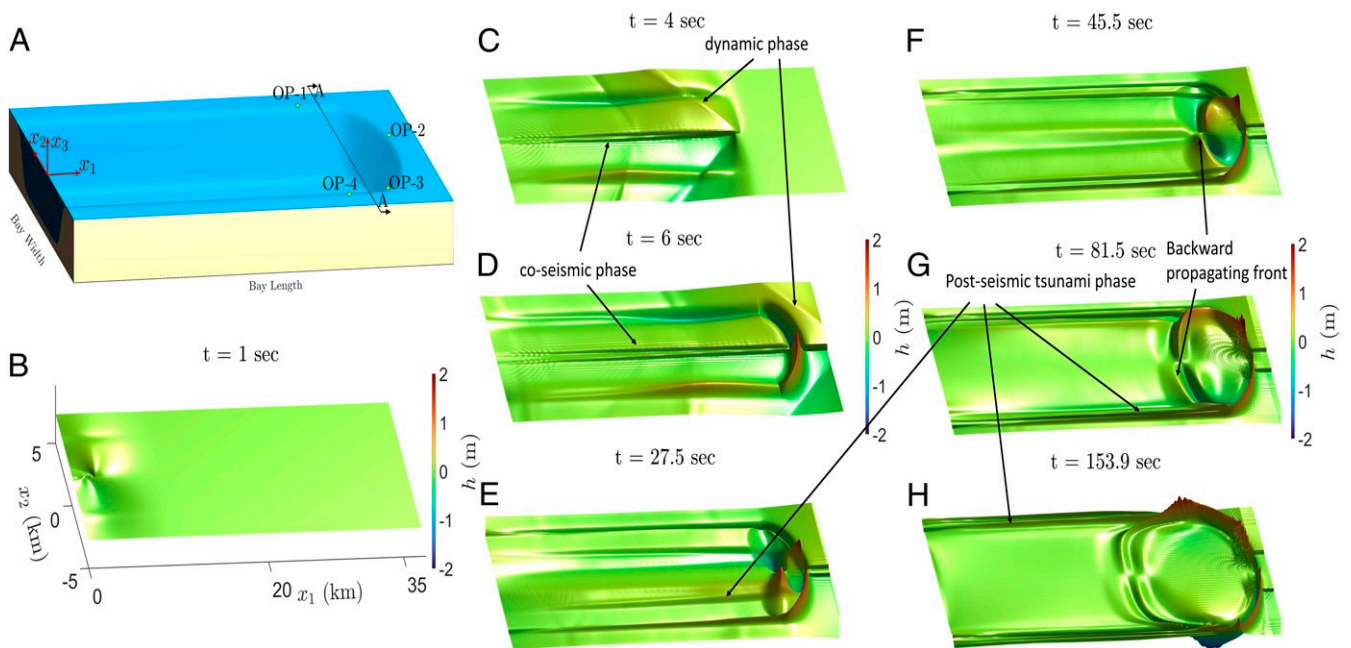 A
OP-1
A
OP-2
x₂
x₃
x₁
OP-4
OP-3
A
Bay Width
Bay Length
B
t = 1 sec
2
1
0
-1
-2
h (m)
5
0
-5
x₂ (km)
0
20
35
x₁ (km)
C
t = 4 sec
dynamic phase
t = 6 sec
D
co-seismic phase
2
1
0
-1
-2
h (m)
t = 27.5 sec
E
F
t = 45.5 sec
t = 81.5 sec
Backward
propagating front
G
Post-seismic tsunami phase
2
1
0
-1
-2
h (m)
t = 153.9 sec
H